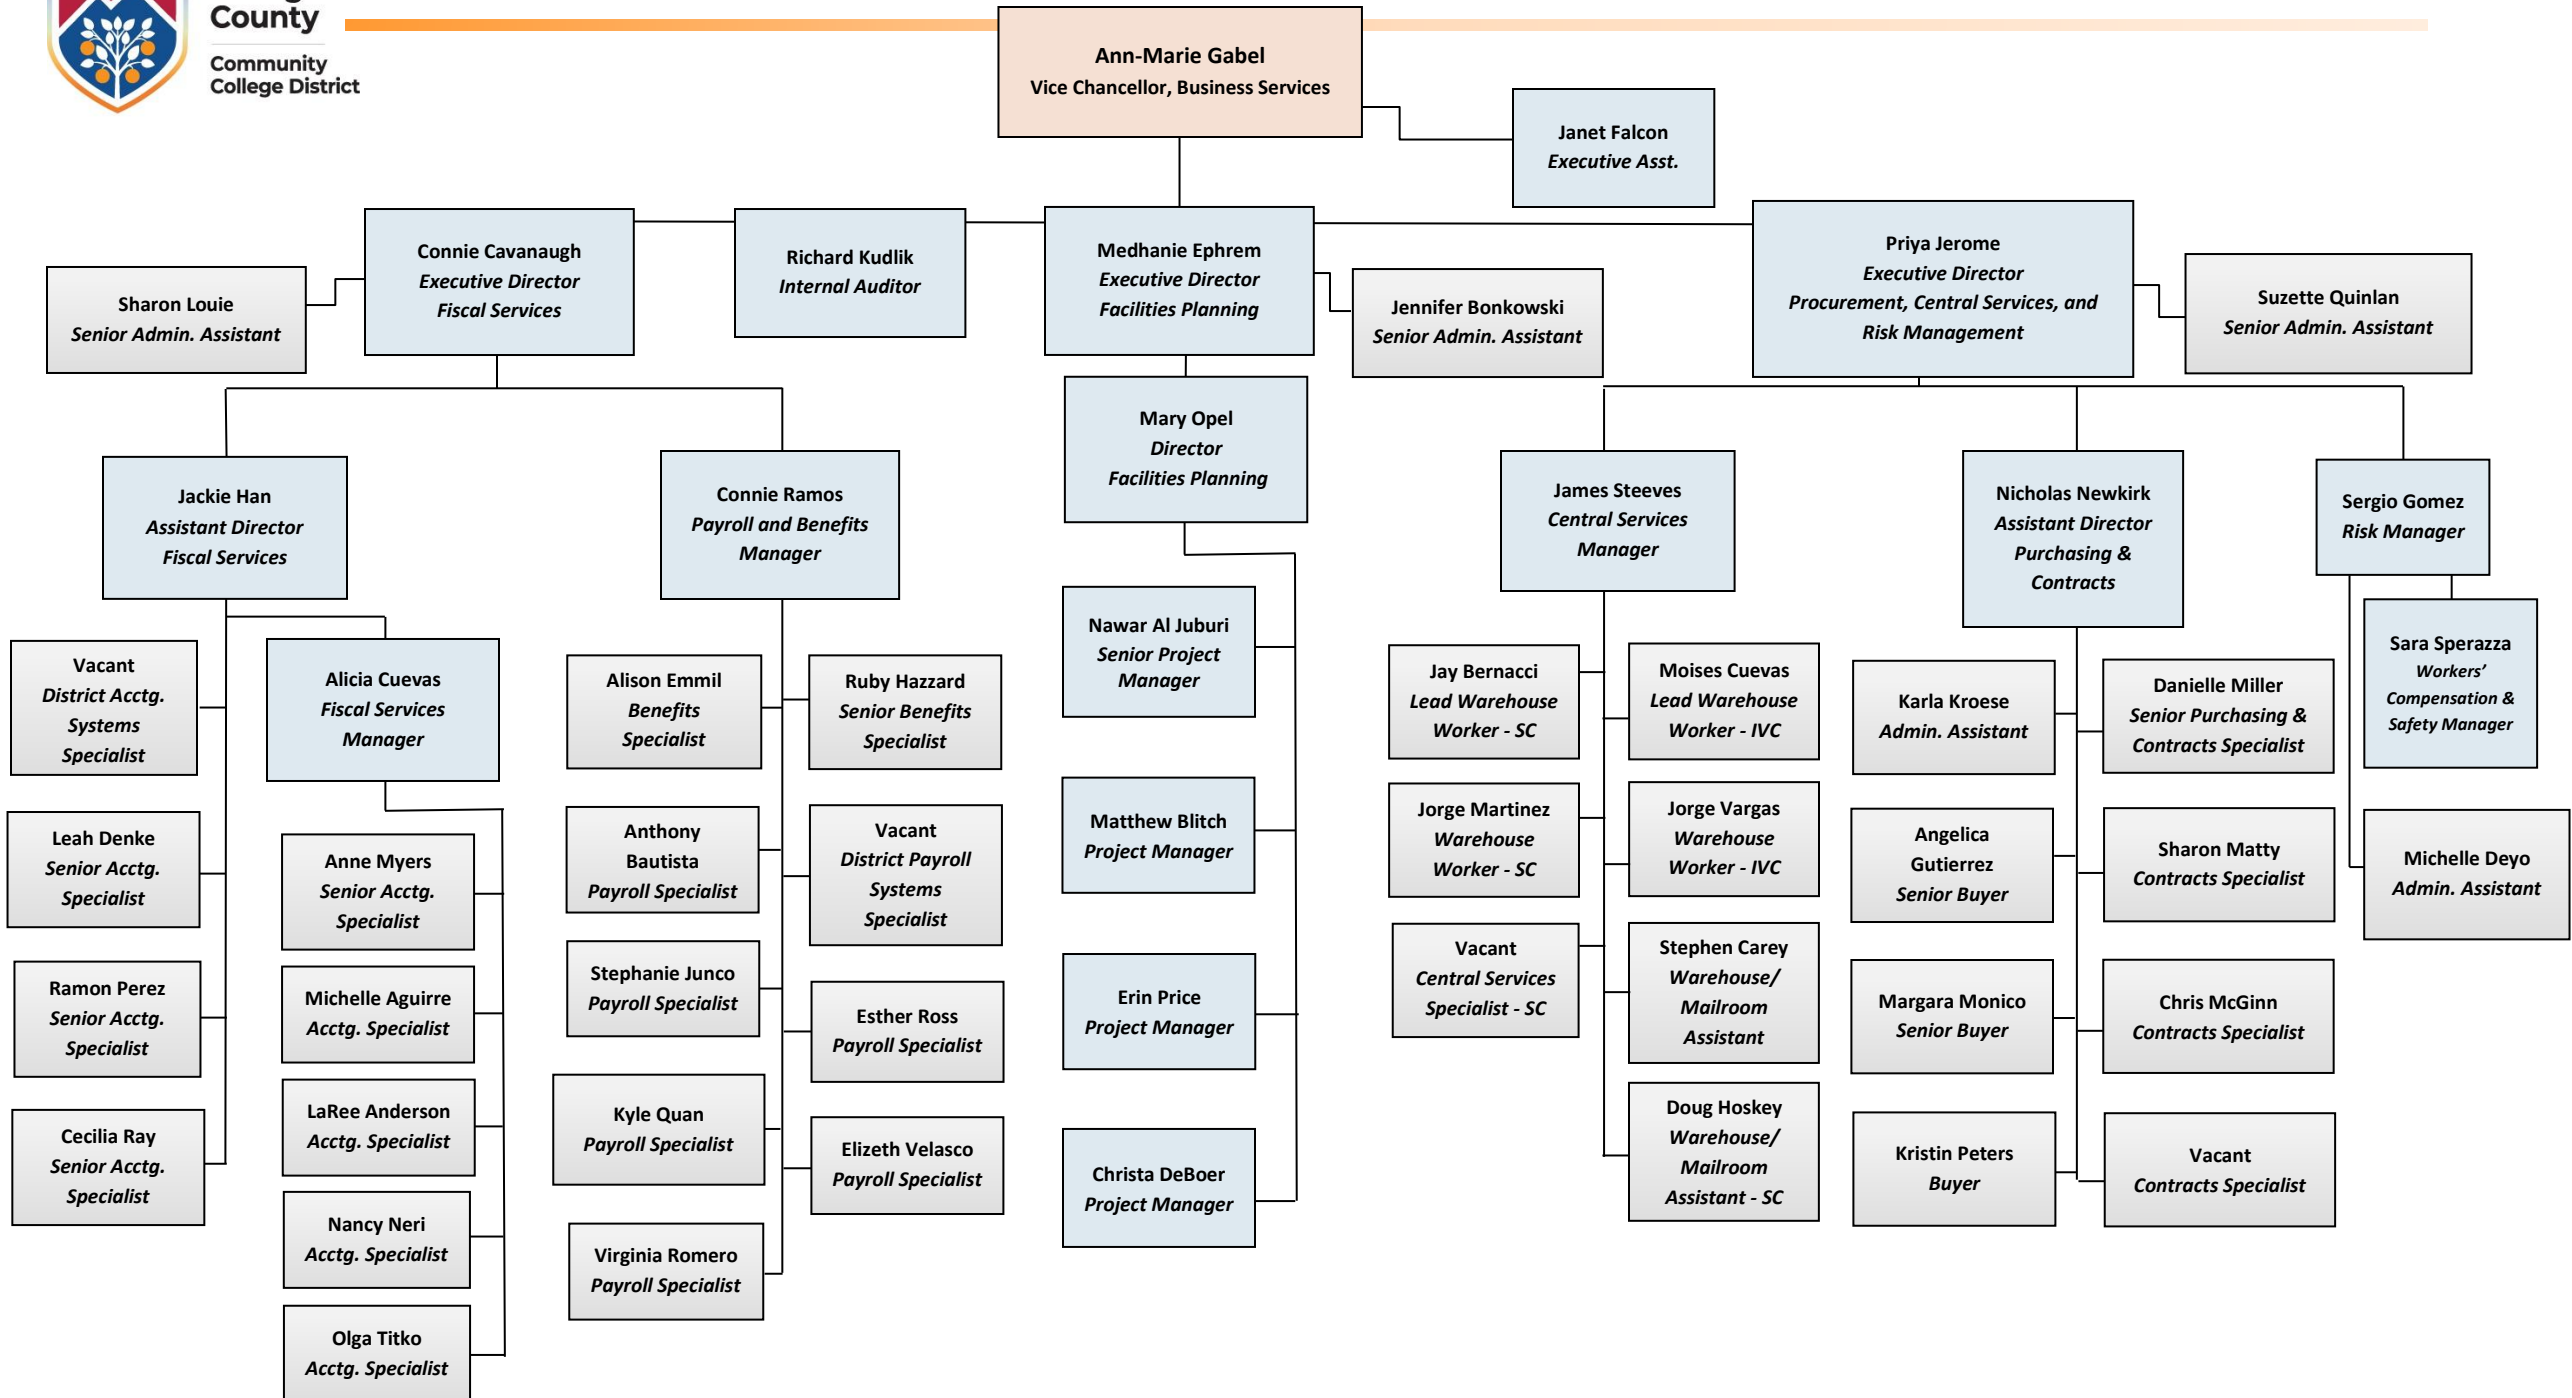 County
Community
College District
Ann-Marie Gabel
Vice Chancellor, Business Services
Janet Falcon
Executive Asst.
Sharon Louie
Senior Admin. Assistant
Connie Cavanaugh
Executive Director
Fiscal Services
Richard Kudlik
Internal Auditor
Medhanie Ephrem
Executive Director
Facilities Planning
Jennifer Bonkowski
Senior Admin. Assistant
Priya Jerome
Executive Director
Procurement, Central Services, and
Risk Management
Suzette Quinlan
Senior Admin. Assistant
Jackie Han
Assistant Director
Fiscal Services
Connie Ramos
Payroll and Benefits
Manager
Mary Opel
Director
Facilities Planning
James Steeves
Central Services
Manager
Nicholas Newkirk
Assistant Director
Purchasing &
Contracts
Sergio Gomez
Risk Manager
Vacant
District Acctg.
Systems
Specialist
Leah Denke
Senior Acctg.
Specialist
Ramon Perez
Senior Acctg.
Specialist
Cecilia Ray
Senior Acctg.
Specialist
Alicia Cuevas
Fiscal Services
Manager
Anne Myers
Senior Acctg.
Specialist
Michelle Aguirre
Acctg. Specialist
LaRee Anderson
Acctg. Specialist
Nancy Neri
Acctg. Specialist
Olga Titko
Acctg. Specialist
Alison Emmil
Benefits
Specialist
Anthony
Bautista
Payroll Specialist
Stephanie Junco
Payroll Specialist
Kyle Quan
Payroll Specialist
Virginia Romero
Payroll Specialist
Ruby Hazzard
Senior Benefits
Specialist
Vacant
District Payroll
Systems
Specialist
Esther Ross
Payroll Specialist
Elizeth Velasco
Payroll Specialist
Nawar Al Juburi
Senior Project
Manager
Matthew Blitch
Project Manager
Erin Price
Project Manager
Christa DeBoer
Project Manager
Jay Bernacci
Lead Warehouse
Worker - SC
Jorge Martinez
Warehouse
Worker - SC
Vacant
Central Services
Specialist - SC
Moises Cuevas
Lead Warehouse
Worker - IVC
Jorge Vargas
Warehouse
Worker - IVC
Stephen Carey
Warehouse/
Mailroom
Assistant
Doug Hoskey
Warehouse/
Mailroom
Assistant - SC
Karla Kroese
Admin. Assistant
Angelica
Gutierrez
Senior Buyer
Margara Monico
Senior Buyer
Kristin Peters
Buyer
Danielle Miller
Senior Purchasing &
Contracts Specialist
Sharon Matty
Contracts Specialist
Chris McGinn
Contracts Specialist
Vacant
Contracts Specialist
Sara Sperazza
Workers’
Compensation &
Safety Manager
Michelle Deyo
Admin. Assistant